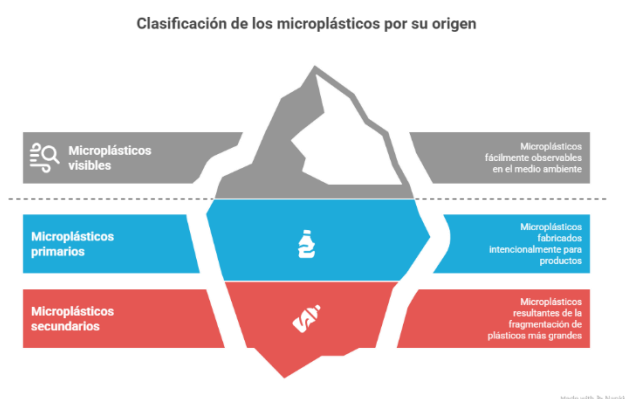 Clasificación de los microplásticos por su origen
Microplásticos
visibles
Microplásticos
fácilmente observables
en el medio ambiente
Microplásticos
primarios
Microplásticos
fabricados
intencionalmente para
productos
Microplásticos
secundarios
Microplásticos
resultantes de la
fragmentación de
plásticos más grandes